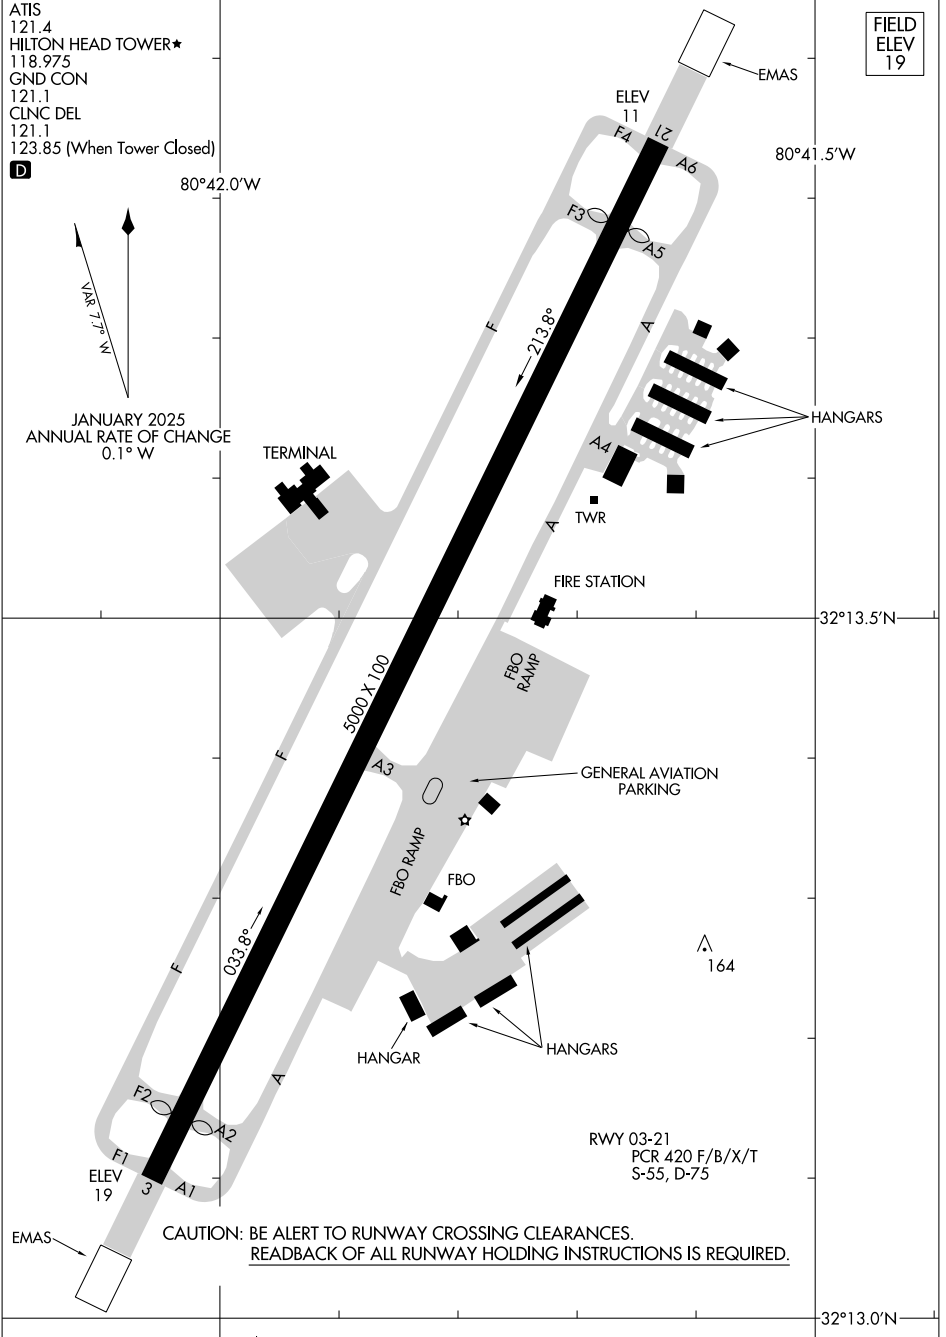 ATIS
121.4
HILTON HEAD TOWER★
118.975
GND CON
121.1
CLNC DEL
121.1
123.85 (When Tower Closed)
D
FIELD
ELEV
19
EMAS
ELEV
11
21
F4
A6
80°41.5'W
80°42.0'W
F3
A5
VAR 7.7° W
F
A
213.8°
JANUARY 2025
ANNUAL RATE OF CHANGE
0.1° W
HANGARS
TERMINAL
A4
TWR
A
FIRE STATION
32°13.5'N
FBO
RAMP
5000 X 100
F
A3
GENERAL AVIATION
PARKING
FBO RAMP
FBO
033.8°
F
164
HANGAR
HANGARS
A
F2
A2
RWY 03-21
PCR 420 F/B/X/T
S-55, D-75
F1
ELEV
19
3
A1
EMAS
CAUTION: BE ALERT TO RUNWAY CROSSING CLEARANCES.
READBACK OF ALL RUNWAY HOLDING INSTRUCTIONS IS REQUIRED.
32°13.0'N